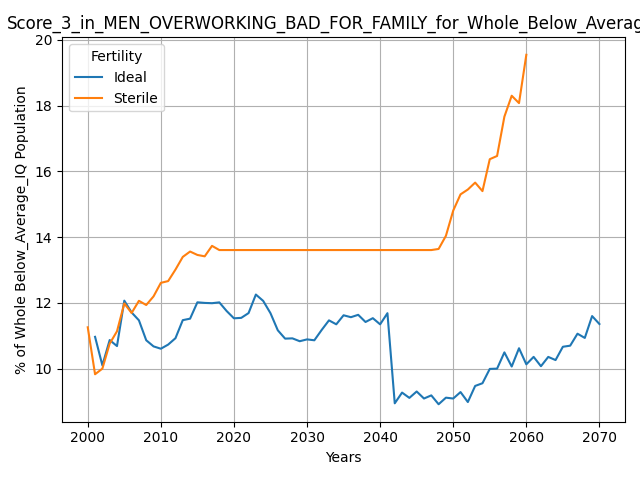 Score_3_in_MEN_OVERWORKING_BAD_FOR_FAMILY_for_Whole_Below_Averag
Fertility
Ideal
Sterile
% of Whole Below_Average_IQ Population
20
18
16
14
12
10
2000 2010 2020 2030 2040 2050 2060 2070
Years